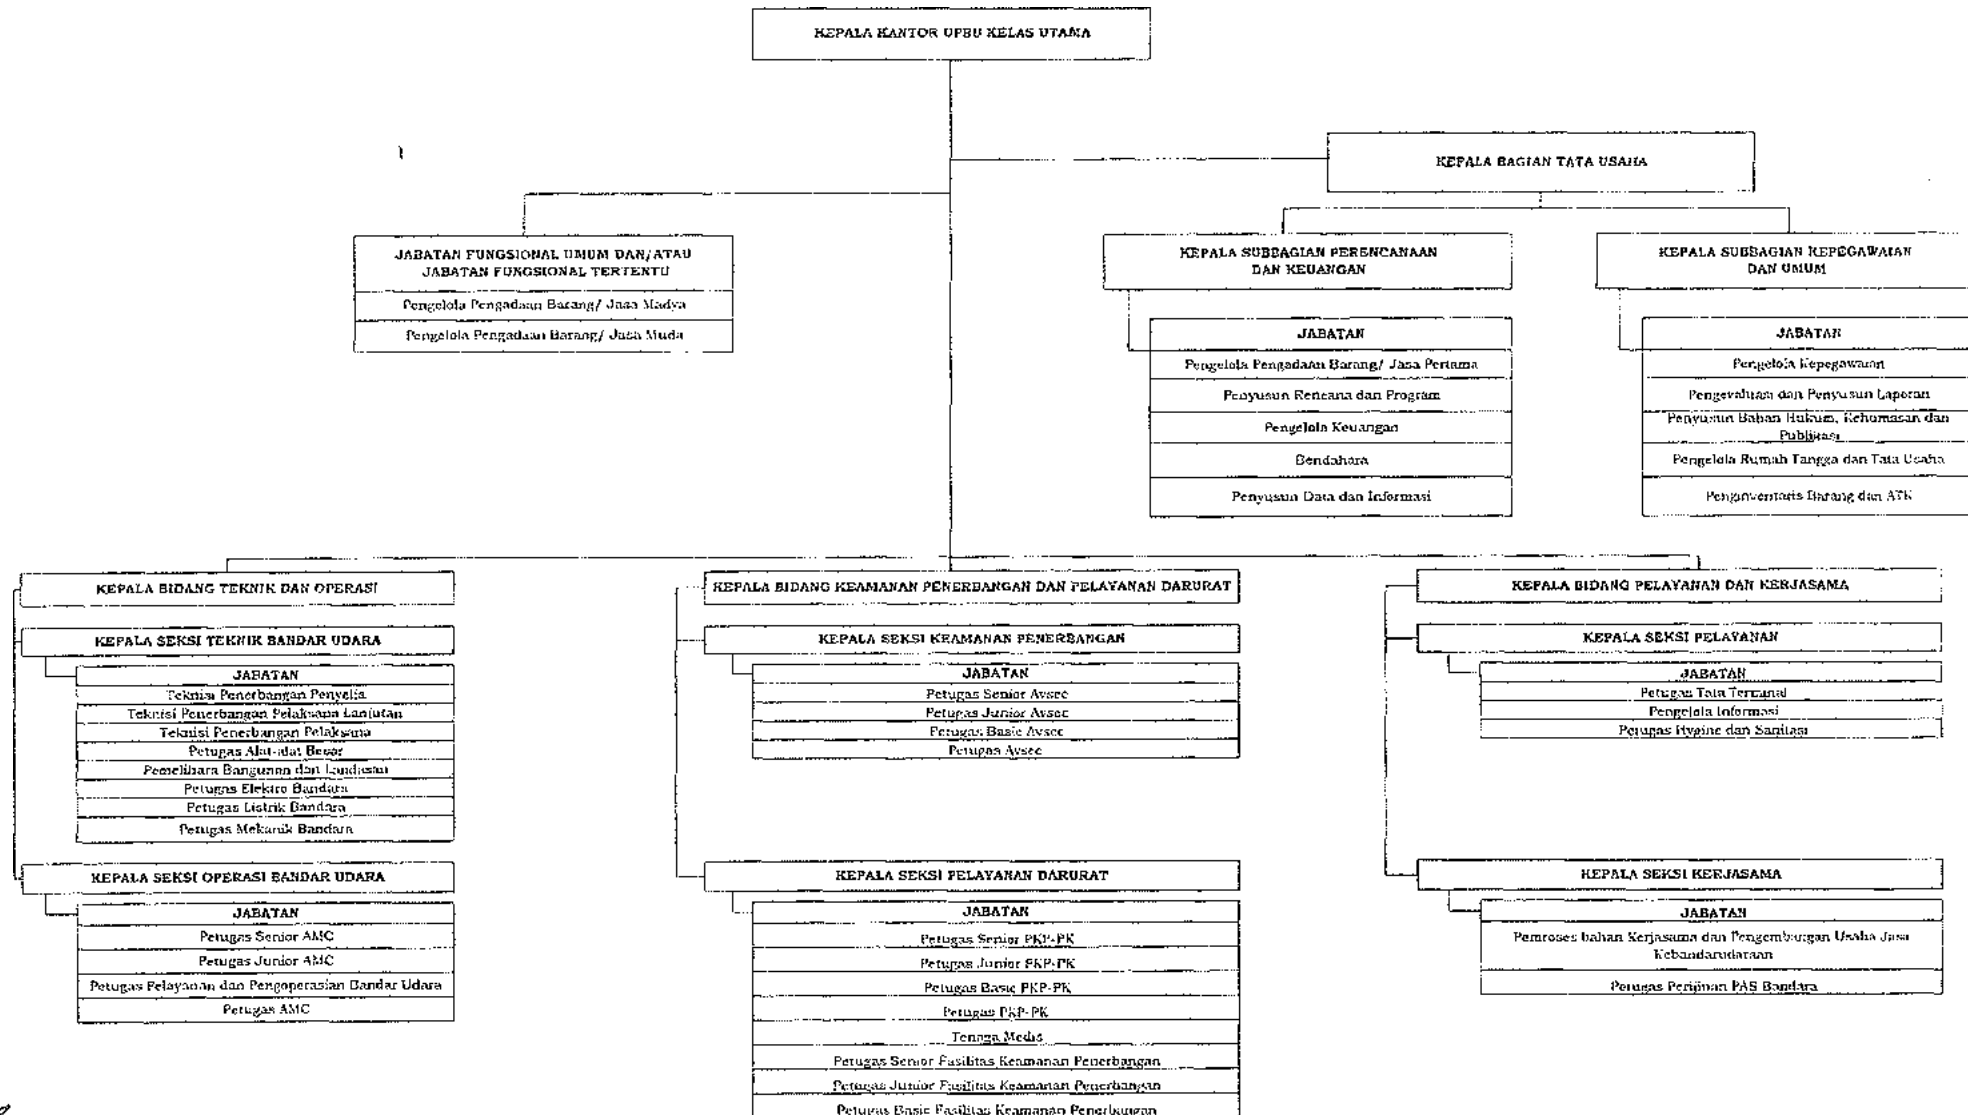 KEPALA KANTOR UPBU KELAS UTAMA
KEPALA BAGIAN TATA USAHA
JABATAN FUNGSIONAL UMUM DAN/ATAU
JABATAN FUNGSIONAL TERTENTU
Pengelola Pengadaan Barang/ Jasa Madya
Pengelola Pengadaan Barang/ Jasa Muda
KEPALA SUBBAGIAN PERENCANAAN
DAN KEUANGAN
JABATAN
Pengelola Pengadaan Barang/ Jasa Pertama
Penyusun Rencana dan Program
Pengelola Keuangan
Bendahara
Penyusun Data dan Informasi
KEPALA SUBBAGIAN KEPEGAWAIAN
DAN UMUM
JABATAN
Pengelola Kepegawaian
Pengevaluasi dan Penyusun Laporan
Penyusun Bahan Hukum, Kehumasan dan
Publikasi
Pengelola Rumah Tangga dan Tata Usaha
Penginventaris Barang dan ATK
KEPALA BIDANG TEKNIK DAN OPERASI
KEPALA SEKSI TEKNIK BANDAR UDARA
JABATAN
Teknisi Penerbangan Penyelia
Teknisi Penerbangan Pelaksana Lanjutan
Teknisi Penerbangan Pelaksana
Petugas Alat-alat Besar
Pemelihara Bangunan dan Landasan
Petugas Elektro Bandara
Petugas Listrik Bandara
Petugas Mekanik Bandara
KEPALA SEKSI OPERASI BANDAR UDARA
JABATAN
Petugas Senior AMC
Petugas Junior AMC
Petugas Pelayanan dan Pengoperasian Bandar Udara
Petugas AMC
KEPALA BIDANG KEAMANAN PENERBANGAN DAN PELAYANAN DARURAT
KEPALA SEKSI KEAMANAN PENERBANGAN
JABATAN
Petugas Senior Avsec
Petugas Junior Avsec
Petugas Basic Avsec
Petugas Avsec
KEPALA SEKSI PELAYANAN DARURAT
JABATAN
Petugas Senior PKP-PK
Petugas Junior PKP-PK
Petugas Basic PKP-PK
Petugas PKP-PK
Tenaga Medis
Petugas Senior Fasilitas Keamanan Penerbangan
Petugas Junior Fasilitas Keamanan Penerbangan
Petugas Basic Fasilitas Keamanan Penerbangan
KEPALA BIDANG PELAYANAN DAN KERJASAMA
KEPALA SEKSI PELAYANAN
JABATAN
Petugas Tata Terminal
Pengelola Informasi
Petugas Hygine dan Sanitasi
KEPALA SEKSI KERJASAMA
JABATAN
Pemroses bahan Kerjasama dan Pengembangan Usaha Jasa
Kebandarudaraan
Petugas Perijinan PAS Bandara